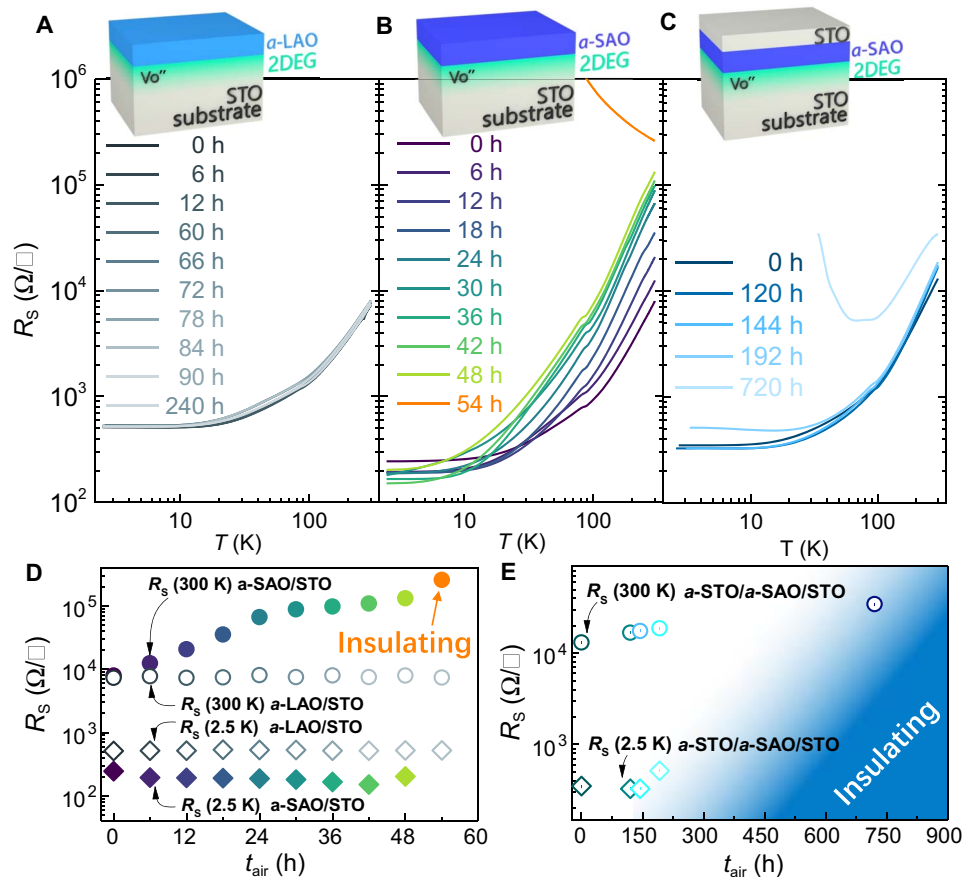 A
a-LAO
2DEG
Vo"
STO
substrate
B
a-SAO
2DEG
Vo"
STO
substrate
C
STO
a-SAO
2DEG
Vo"
STO
substrate
R_S (Ω/□)
10^6
10^5
10^4
10^3
10^2
0 h
6 h
12 h
60 h
66 h
72 h
78 h
84 h
90 h
240 h
10 100
T (K)
0 h
6 h
12 h
18 h
24 h
30 h
36 h
42 h
48 h
54 h
10 100
T (K)
0 h
120 h
144 h
192 h
720 h
10 100
T (K)
D
R_S (Ω/□)
10^5
10^4
10^3
10^2
R_S (300 K) a-SAO/STO
Insulating
R_S (300 K) a-LAO/STO
R_S (2.5 K) a-LAO/STO
R_S (2.5 K) a-SAO/STO
0 12 24 36 48 60
t_air (h)
E
R_S (Ω/□)
10^4
10^3
R_S (300 K) a-STO/a-SAO/STO
R_S (2.5 K) a-STO/a-SAO/STO
Insulating
0 150 300 450 600 750 900
t_air (h)